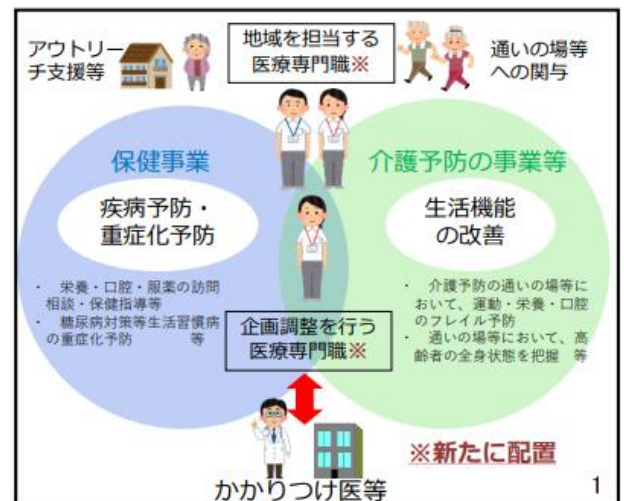 アウトリー
チ支援等
地域を担当する
医療専門職※
通いの場等
への関与
保健事業
介護予防の事業等
疾病予防・
重症化予防
生活機能
の改善
・　栄養・口腔・服薬の訪問
相談・保健指導等
・　糖尿病対策等生活習慣病
の重症化予防　　　　等
・　介護予防の通いの場等に
おいて、運動・栄養・口腔
のフレイル予防
・　通いの場等において、高
齢者の全身状態を把握　等
企画調整を行う
医療専門職※
※新たに配置
かかりつけ医等
1